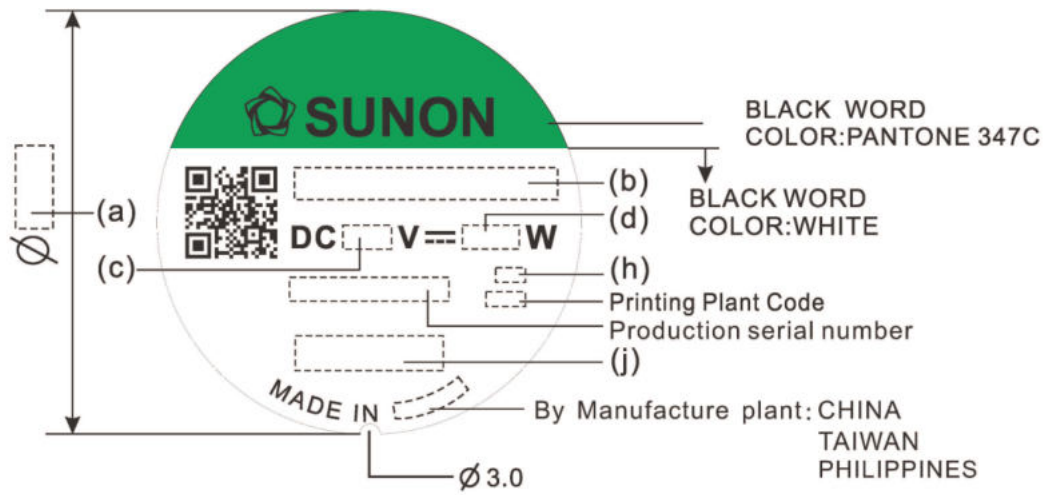 SUNON
BLACK WORD
COLOR:PANTONE 347C
(b)
BLACK WORD
COLOR:WHITE
(a)
Ø
(d)
DC V W
(c)
(h)
Printing Plant Code
Production serial number
(j)
MADE IN
By Manufacture plant: CHINA
TAIWAN
PHILIPPINES
Ø3.0